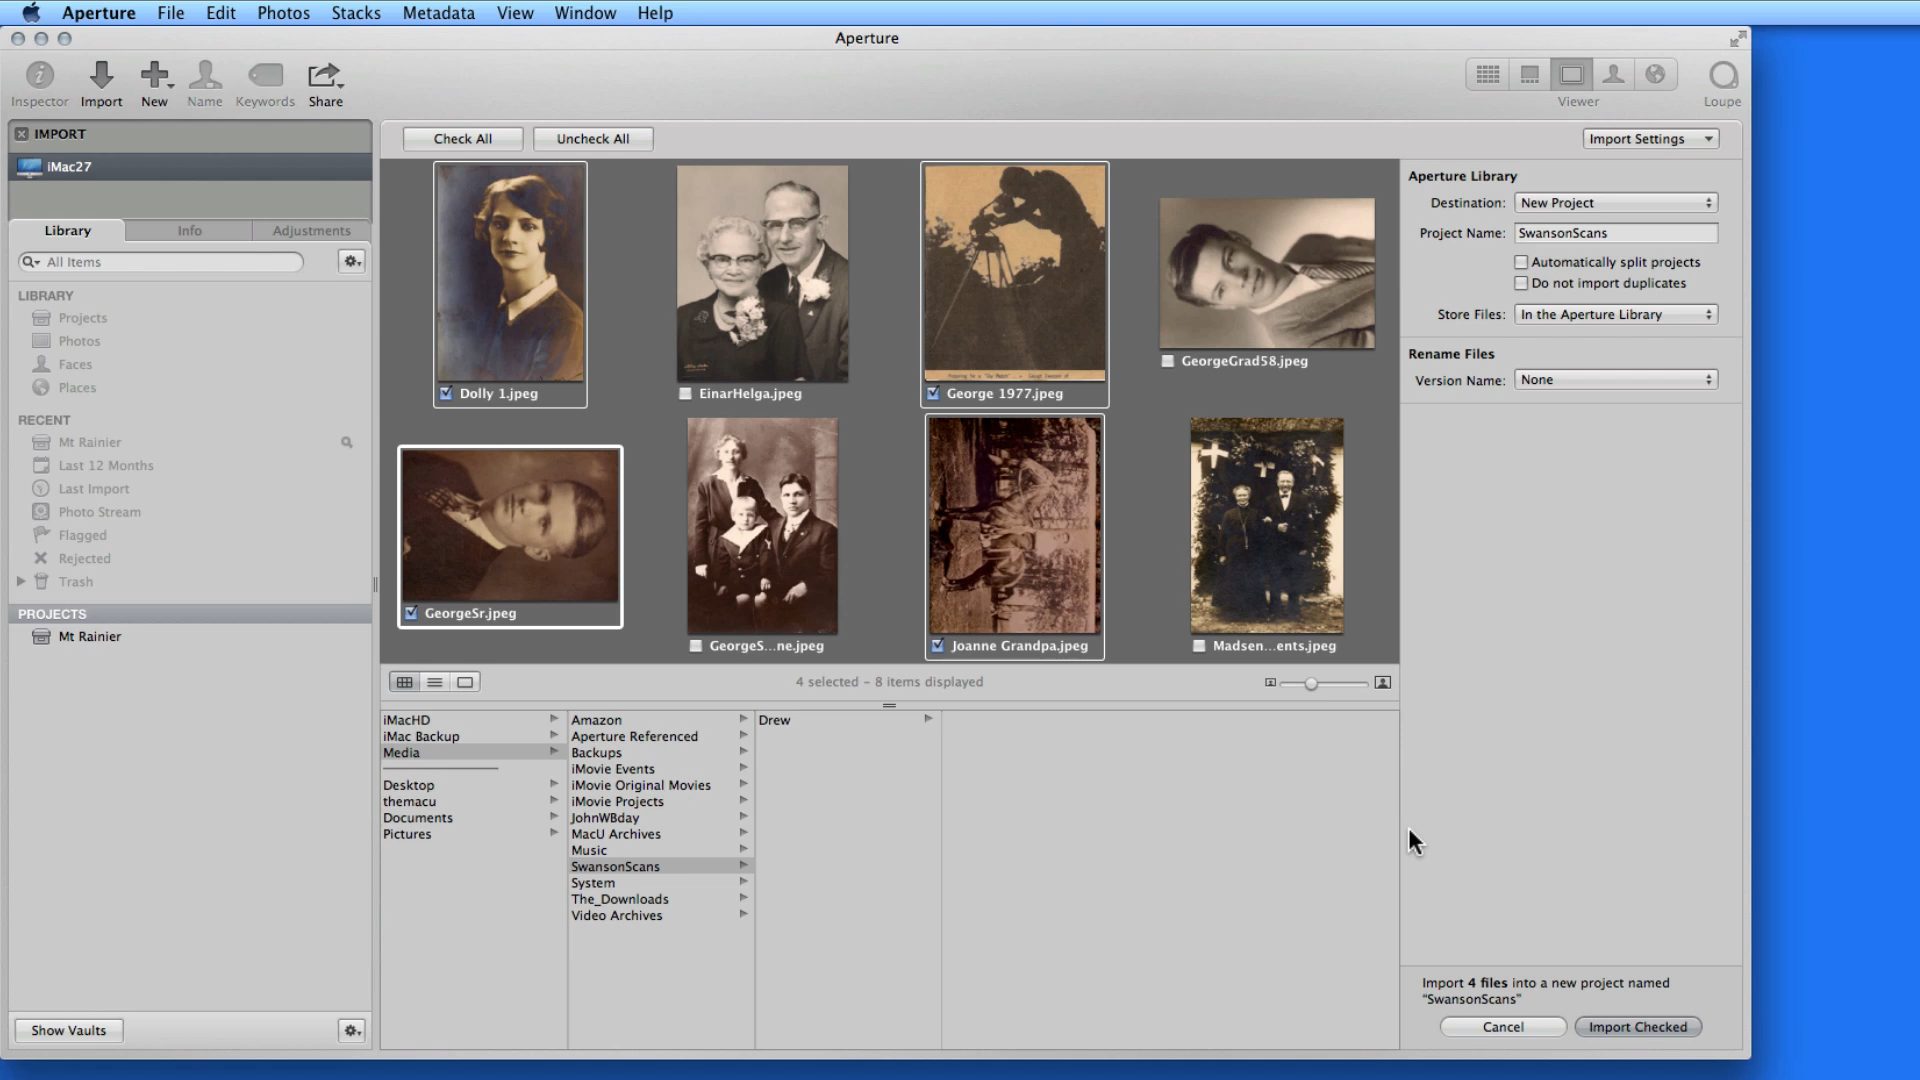 Aperture File Edit Photos Stacks Metadata View Window Help
Aperture
Inspector Import New Name Keywords Share
Viewer Loupe
IMPORT
iMac27
Library Info Adjustments
All Items
LIBRARY
Projects
Photos
Faces
Places
RECENT
Mt Rainier
Last 12 Months
Last Import
Photo Stream
Flagged
Rejected
Trash
PROJECTS
Mt Rainier
Show Vaults
Check All Uncheck All
Import Settings
Dolly 1.jpeg
EinarHelga.jpeg
George 1977.jpeg
GeorgeGrad58.jpeg
GeorgeSr.jpeg
GeorgeS...ne.jpeg
Joanne Grandpa.jpeg
Madsen...ents.jpeg
4 selected – 8 items displayed
iMacHD
iMac Backup
Media
Desktop
themacu
Documents
Pictures
Amazon
Aperture Referenced
Backups
iMovie Events
iMovie Original Movies
iMovie Projects
JohnWBday
MacU Archives
Music
SwansonScans
System
The_Downloads
Video Archives
Drew
Aperture Library
Destination: New Project
Project Name: SwansonScans
Automatically split projects
Do not import duplicates
Store Files: In the Aperture Library
Rename Files
Version Name: None
Import 4 files into a new project named
“SwansonScans”
Cancel Import Checked